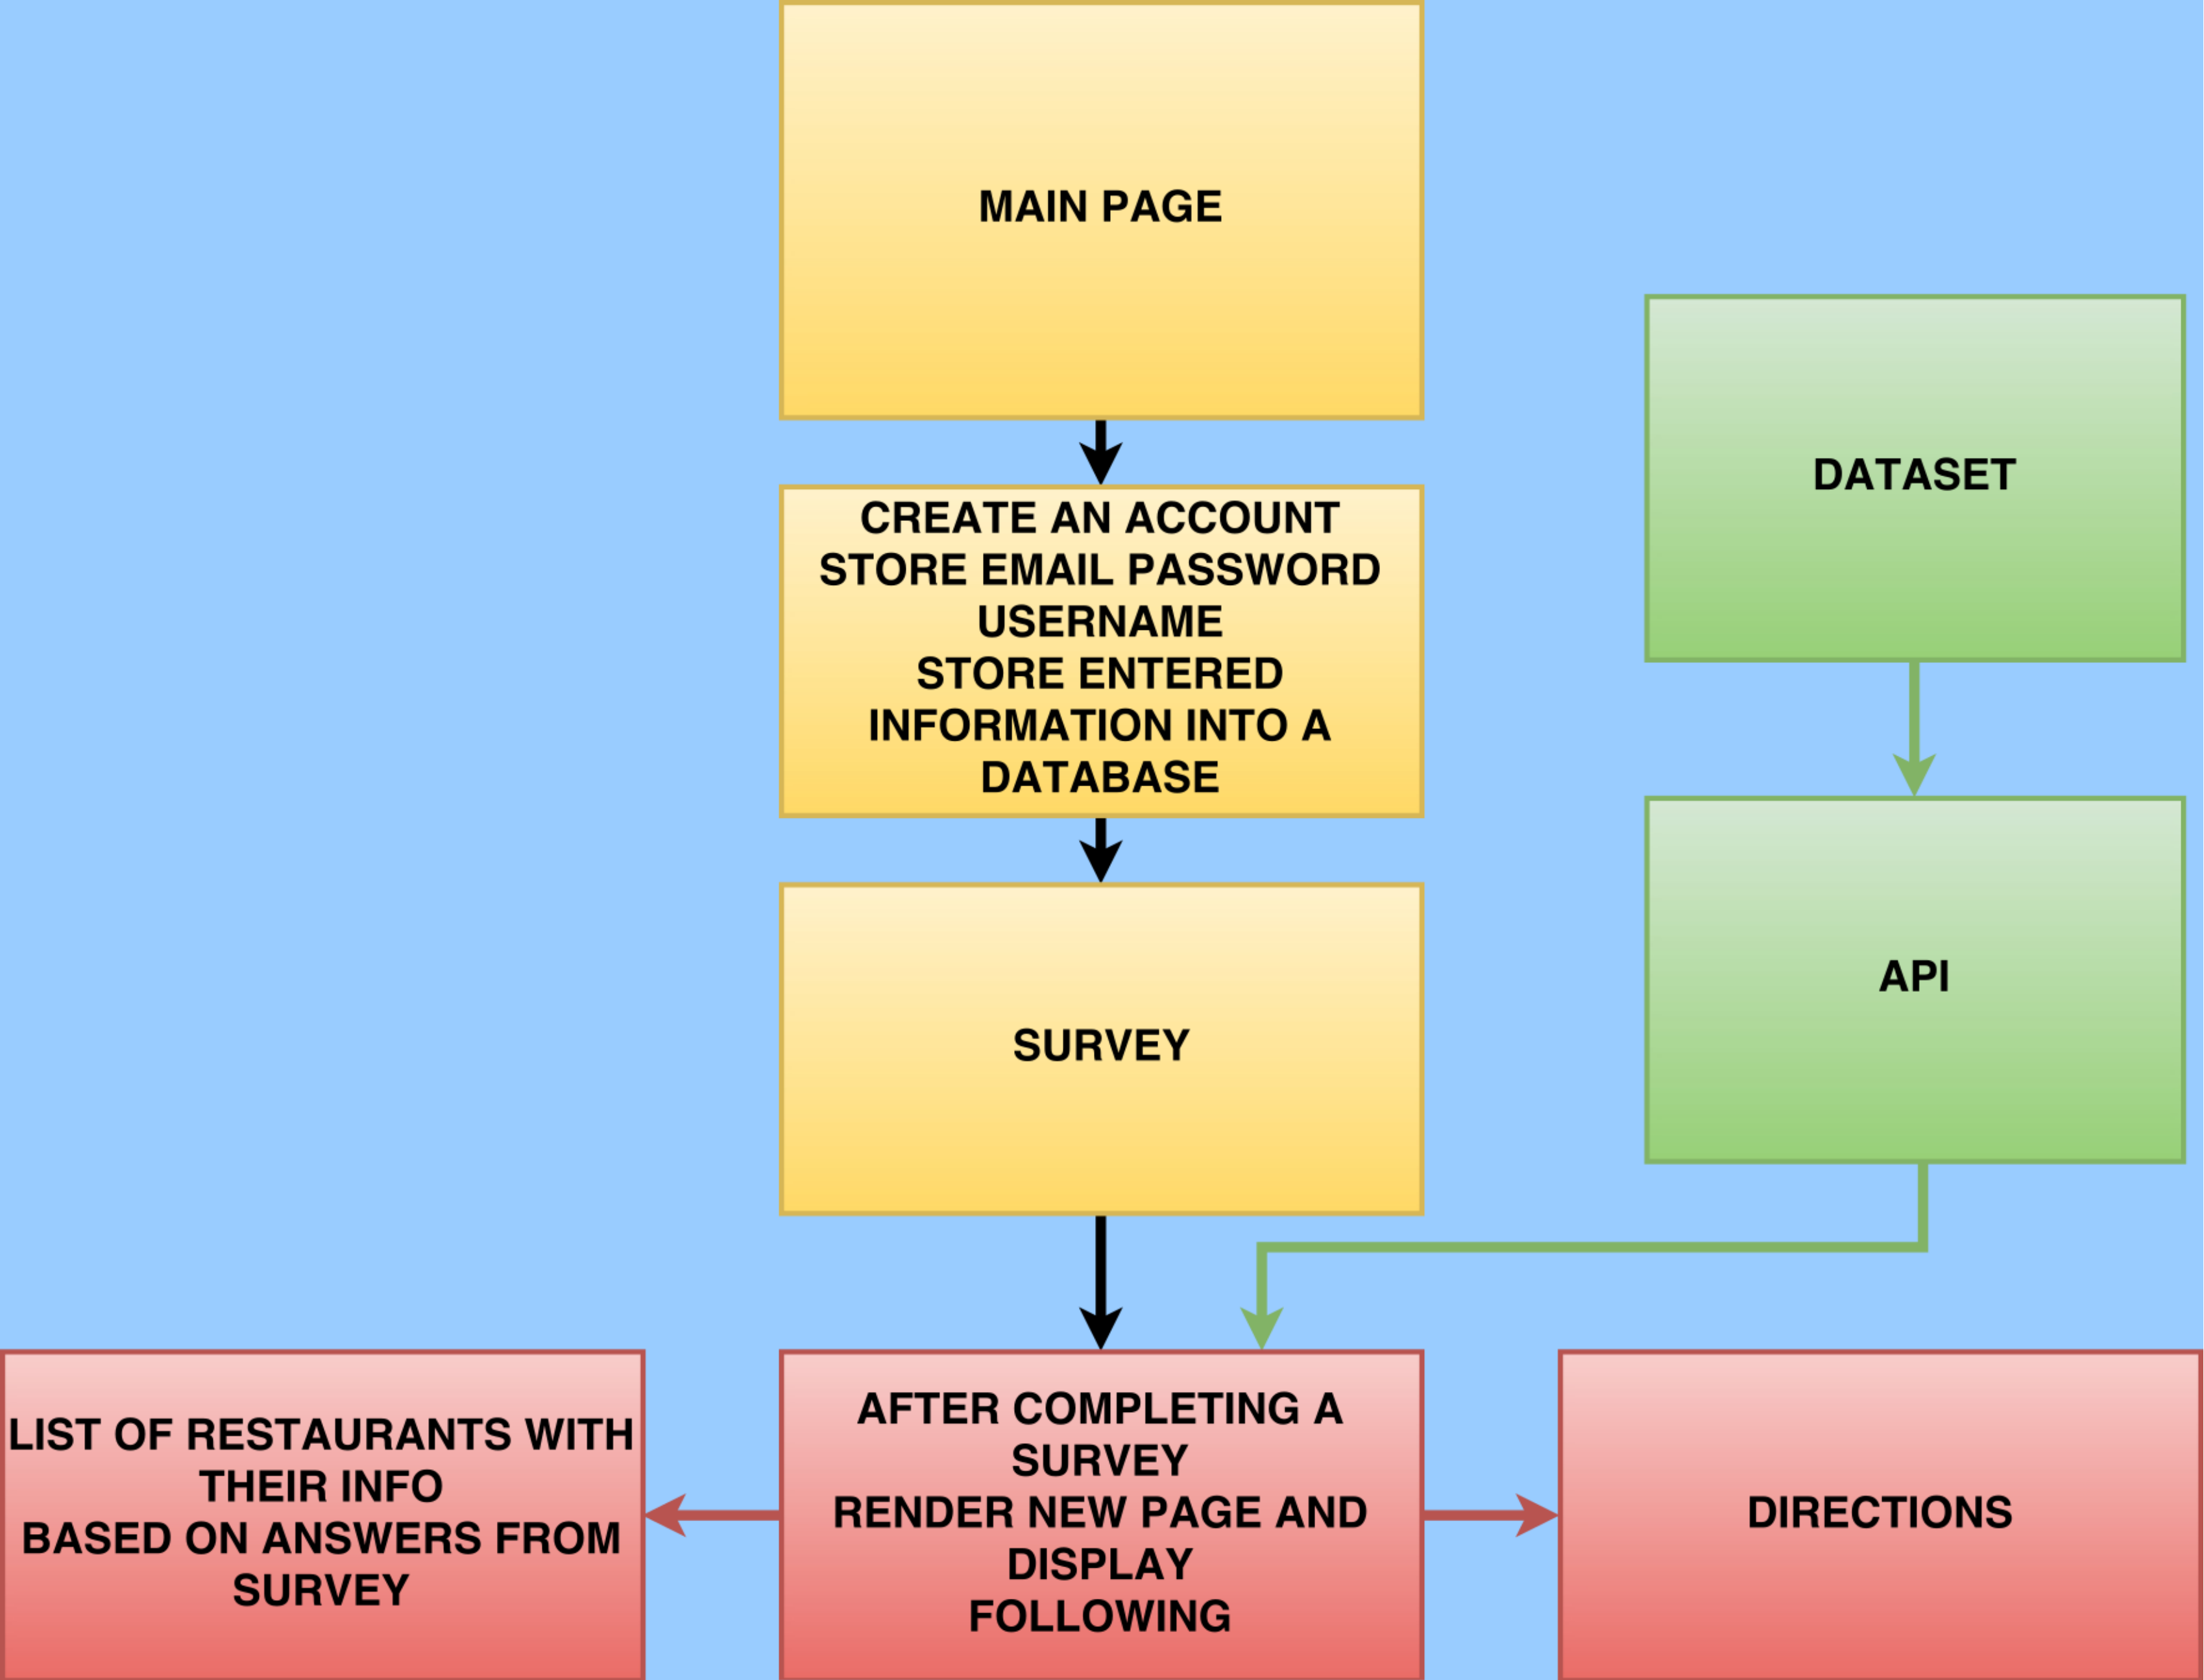 MAIN PAGE
CREATE AN ACCOUNT
STORE EMAIL PASSWORD
USERNAME
STORE ENTERED
INFORMATION INTO A
DATABASE
SURVEY
DATASET
API
LIST OF RESTAURANTS WITH
THEIR INFO
BASED ON ANSWERS FROM
SURVEY
AFTER COMPLETING A
SURVEY
RENDER NEW PAGE AND
DISPLAY
FOLLOWING
DIRECTIONS